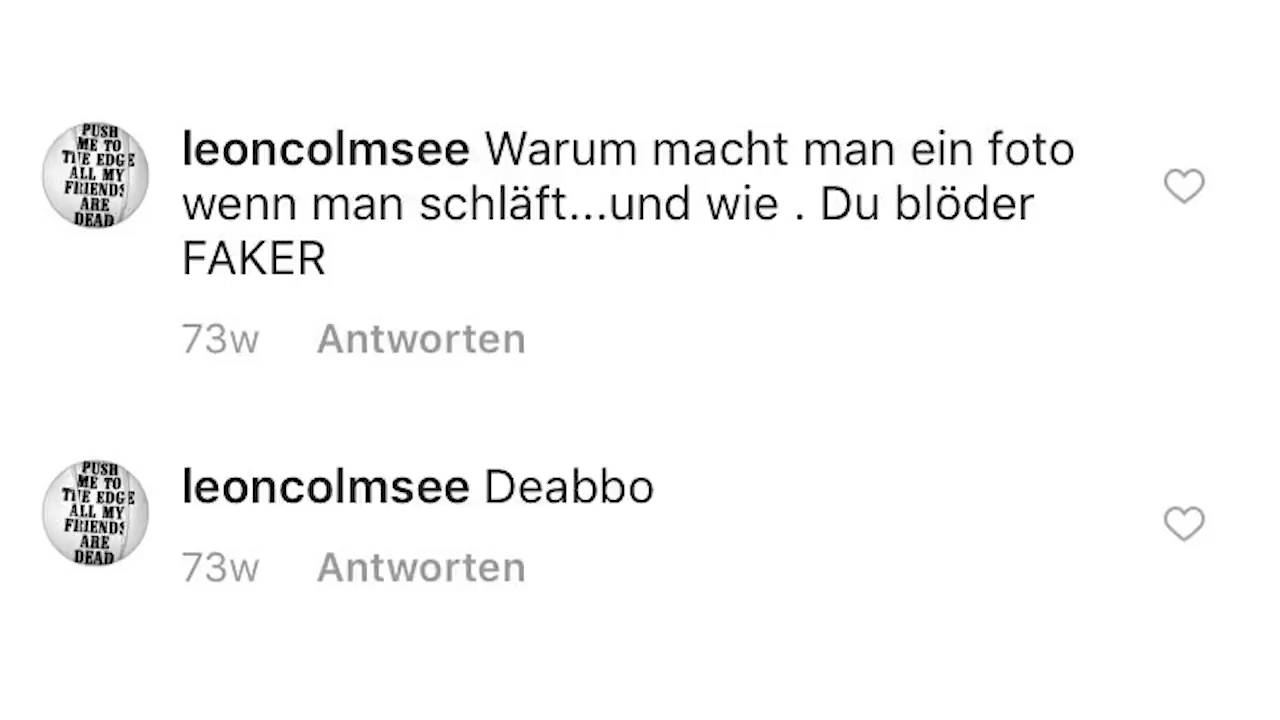 PUSH
ME TO
THE EDGE
ALL MY
FRIENDS
ARE
DEAD
leoncolmsee Warum macht man ein foto
wenn man schläft...und wie . Du blöder
FAKER
73w Antworten
PUSH
ME TO
THE EDGE
ALL MY
FRIENDS
ARE
DEAD
leoncolmsee Deabbo
73w Antworten